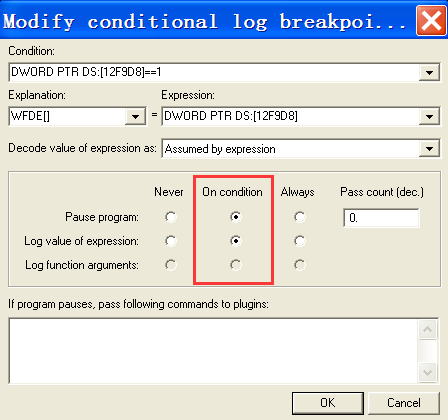 Modify conditional log breakpoi...
Condition:
DWORD PTR DS:[12F9D8]==1
Explanation: Expression:
WFDE[] = DWORD PTR DS:[12F9D8]
Decode value of expression as: Assumed by expression
Never On condition Always Pass count (dec.)
Pause program: 0.
Log value of expression:
Log function arguments:
If program pauses, pass following commands to plugins:
OK Cancel